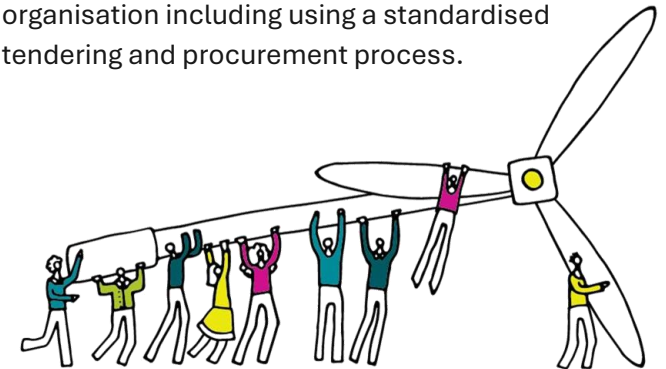 organisation including using a standardised
tendering and procurement process.